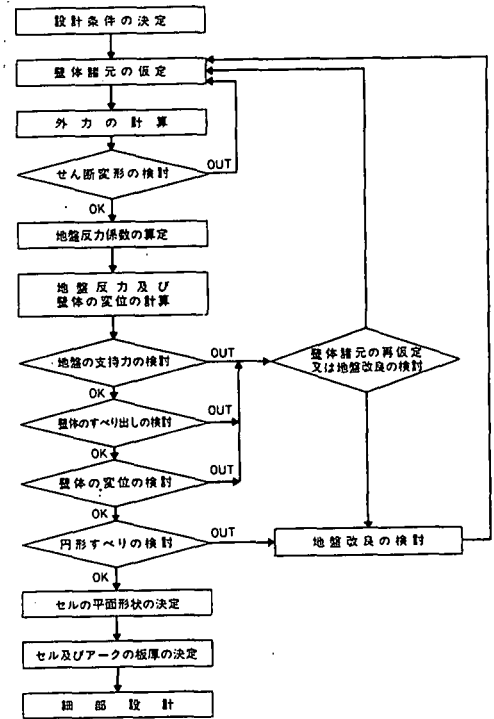 設計条件の決定
壁体諸元の仮定
外力の計算
せん断変形の検討
OUT
OK
地盤反力係数の算定
地盤反力及び
壁体の変位の計算
地盤の支持力の検討
OUT
壁体諸元の再仮定
又は地盤改良の検討
OK
壁体のすべり出しの検討
OUT
OK
壁体の変位の検討
OUT
OK
円形すべりの検討
OUT
地盤改良の検討
OK
セルの平面形状の決定
セル及びアークの板厚の決定
細部設計